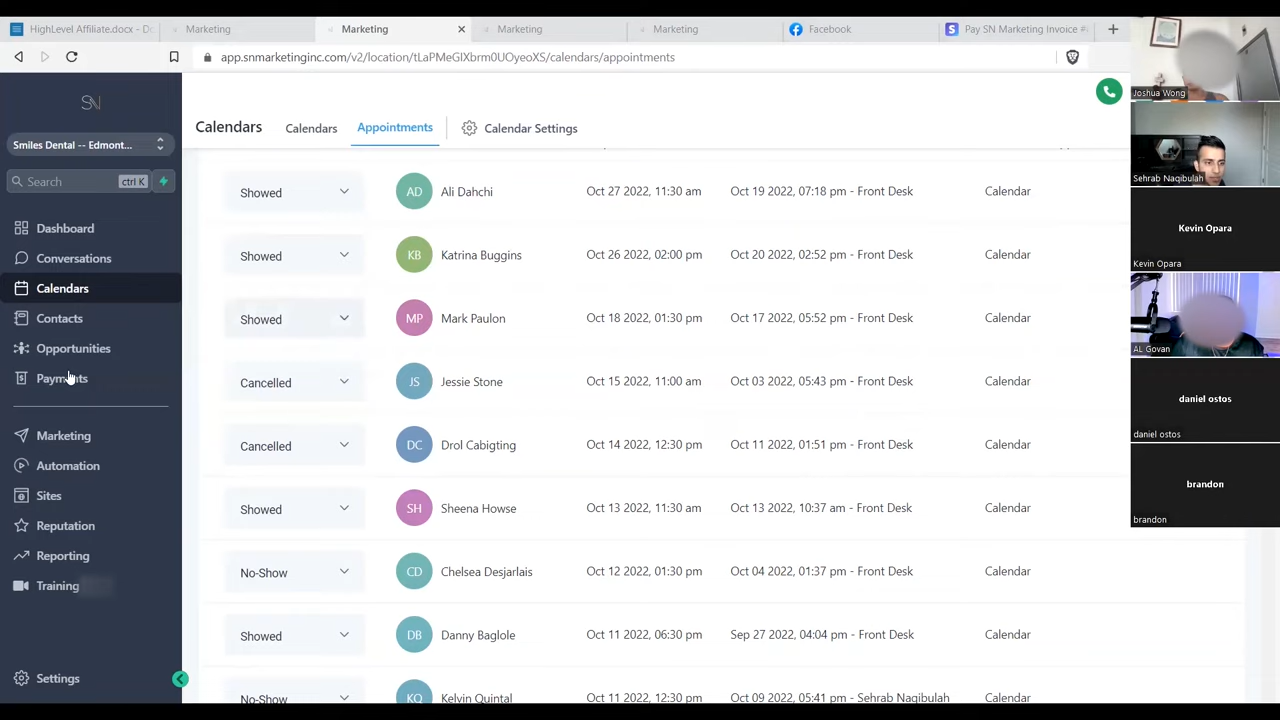 HighLevel Affiliate - Do
Marketing
Marketing
Marketing
Marketing
Facebook
Pay SN Marketing Invoice #
app.snmarketinginc.com/v2/location/tLaPMeGlXbrm0UOyeoXS/calendars/appointments
SN
Smiles Dental -- Edmont...
Search
ctrl K
Dashboard
Conversations
Calendars
Contacts
Opportunities
Payments
Marketing
Automation
Sites
Reputation
Reporting
Training
Settings
Calendars
Calendars
Appointments
Calendar Settings
Showed AD Ali Dahchi Oct 27 2022, 11:30 am Oct 19 2022, 07:18 pm - Front Desk Calendar
Showed KB Katrina Buggins Oct 26 2022, 02:00 pm Oct 20 2022, 02:52 pm - Front Desk Calendar
Showed MP Mark Paulon Oct 18 2022, 01:30 pm Oct 17 2022, 05:52 pm - Front Desk Calendar
Cancelled JS Jessie Stone Oct 15 2022, 11:00 am Oct 03 2022, 05:43 pm - Front Desk Calendar
Cancelled DC Drol Cabigting Oct 14 2022, 12:30 pm Oct 11 2022, 01:51 pm - Front Desk Calendar
Showed SH Sheena Howse Oct 13 2022, 11:30 am Oct 13 2022, 10:37 am - Front Desk Calendar
No-Show CD Chelsea Desjarlais Oct 12 2022, 01:30 pm Oct 04 2022, 01:37 pm - Front Desk Calendar
Showed DB Danny Baglole Oct 11 2022, 06:30 pm Sep 27 2022, 04:04 pm - Front Desk Calendar
No-Show KQ Kelvin Quintal Oct 11 2022, 12:30 pm Oct 09 2022, 05:41 pm - Sehrab Naqibulah Calendar
Joshua Wong
Sehrab Naqibulah
Kevin Opara
Kevin Opara
AL Govan
daniel ostos
daniel ostos
brandon
brandon